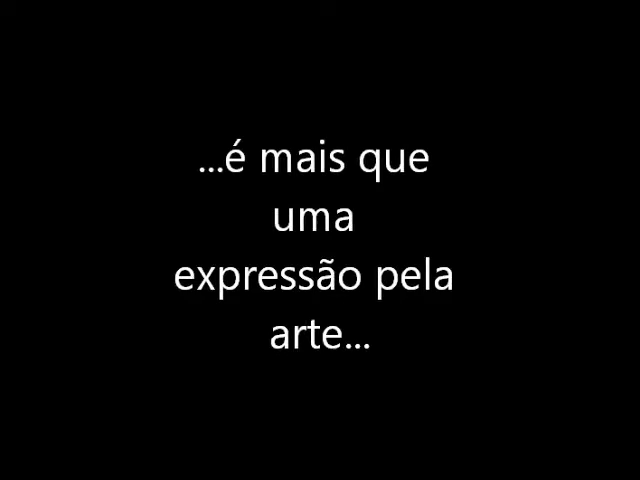 ...é mais que
uma
expressão pela
arte...